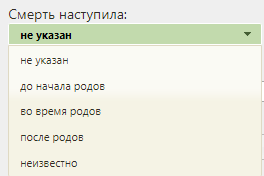 Смерть наступила:
не указан
не указан
до начала родов
во время родов
после родов
неизвестно